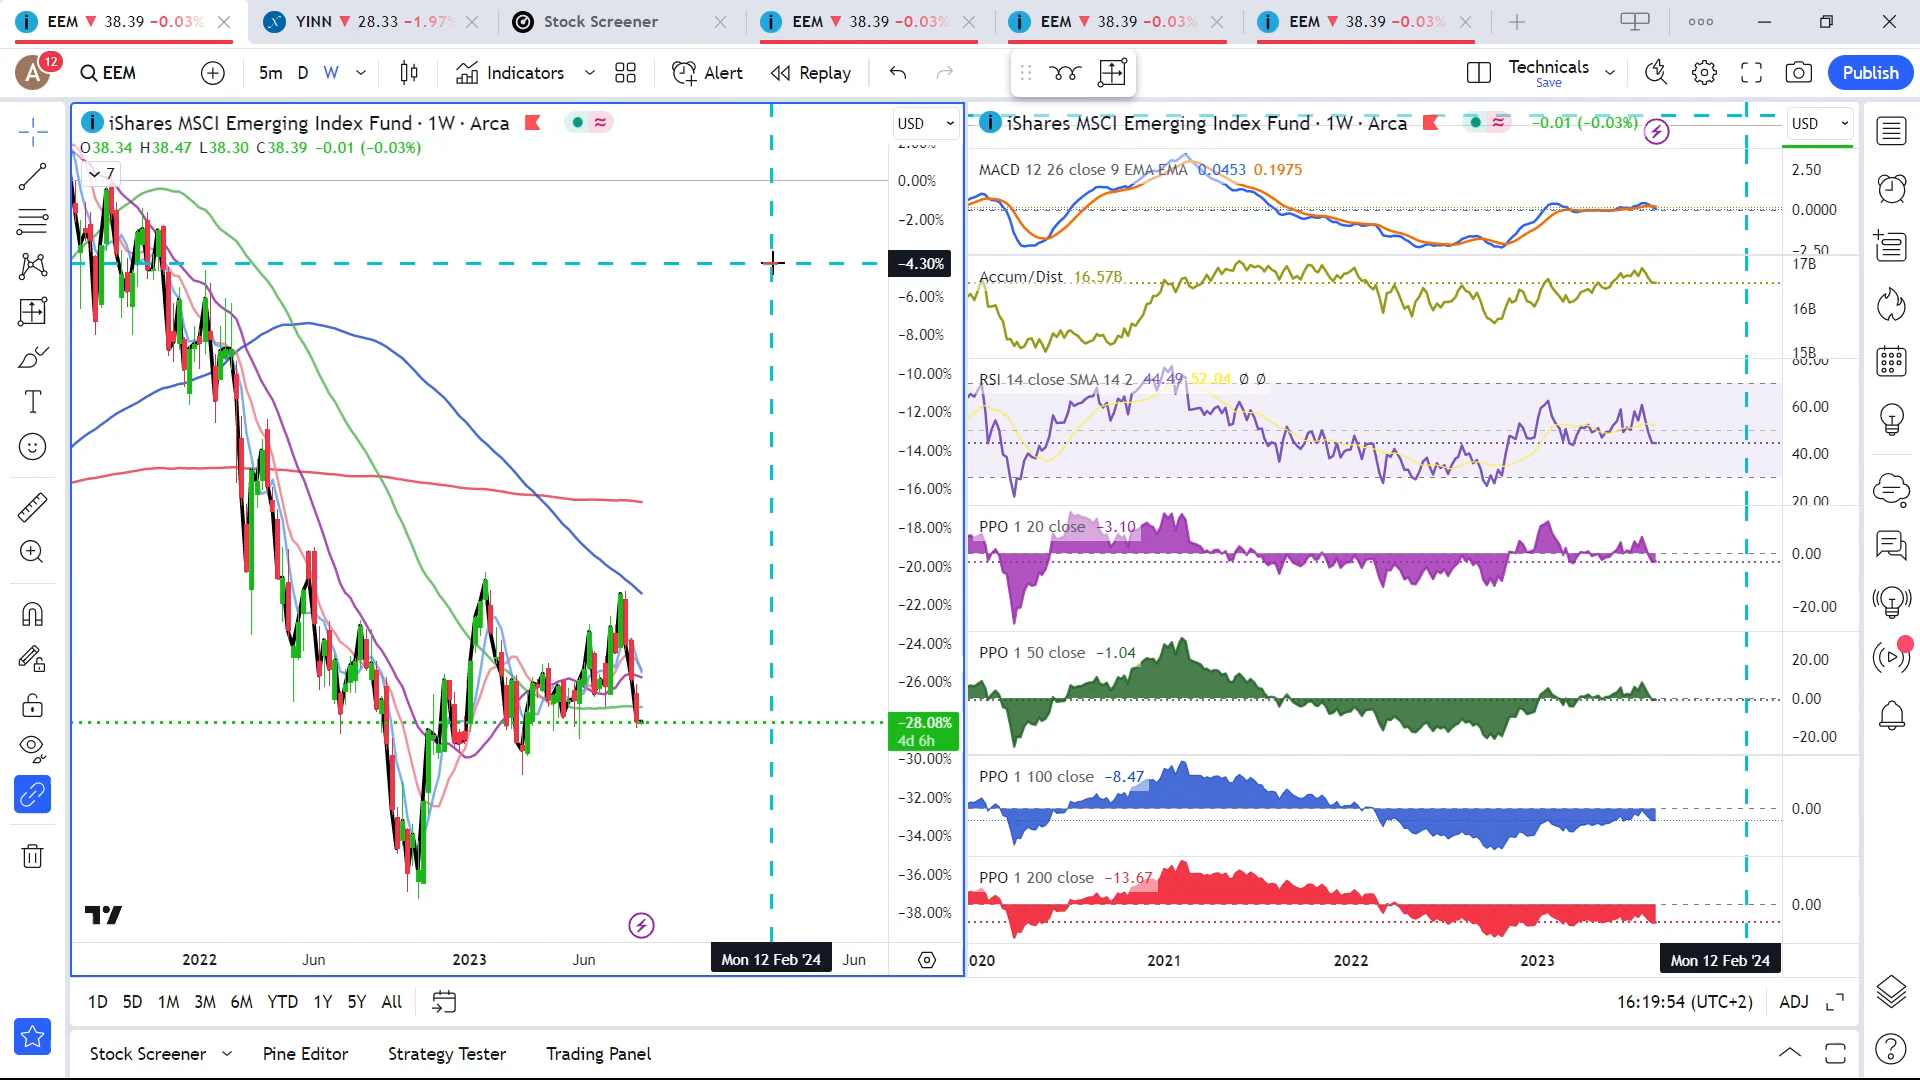 EEM ▼ 38.39 −0.03%
YINN ▼ 28.33 −1.97%
Stock Screener
EEM ▼ 38.39 −0.03%
EEM ▼ 38.39 −0.03%
EEM ▼ 38.39 −0.03%
A 12
EEM
5m D W
Indicators
Alert
Replay
Technicals
Save
Publish
iShares MSCI Emerging Index Fund · 1W · Arca
USD
O38.34 H38.47 L38.30 C38.39 −0.01 (−0.03%)
7
0.00%
−2.00%
−4.30%
−6.00%
−8.00%
−10.00%
−12.00%
−14.00%
−16.00%
−18.00%
−20.00%
−22.00%
−24.00%
−26.00%
−28.08%
4d 6h
−30.00%
−32.00%
−34.00%
−36.00%
−38.00%
2022
Jun
2023
Jun
Mon 12 Feb '24
Jun
iShares MSCI Emerging Index Fund · 1W · Arca
−0.01 (−0.03%)
USD
MACD 12 26 close 9 EMA EMA 0.0453 0.1975
2.50
0.0000
−2.50
Accum/Dist 16.57B
17B
16B
15B
RSI 14 close SMA 14 2 44.49 52.04 Ø Ø
80.00
60.00
40.00
20.00
PPO 1 20 close −3.10
0.00
−20.00
PPO 1 50 close −1.04
20.00
0.00
−20.00
PPO 1 100 close −8.47
0.00
PPO 1 200 close −13.67
0.00
020
2021
2022
2023
Mon 12 Feb '24
1D 5D 1M 3M 6M YTD 1Y 5Y All
16:19:54 (UTC+2)
ADJ
Stock Screener
Pine Editor
Strategy Tester
Trading Panel